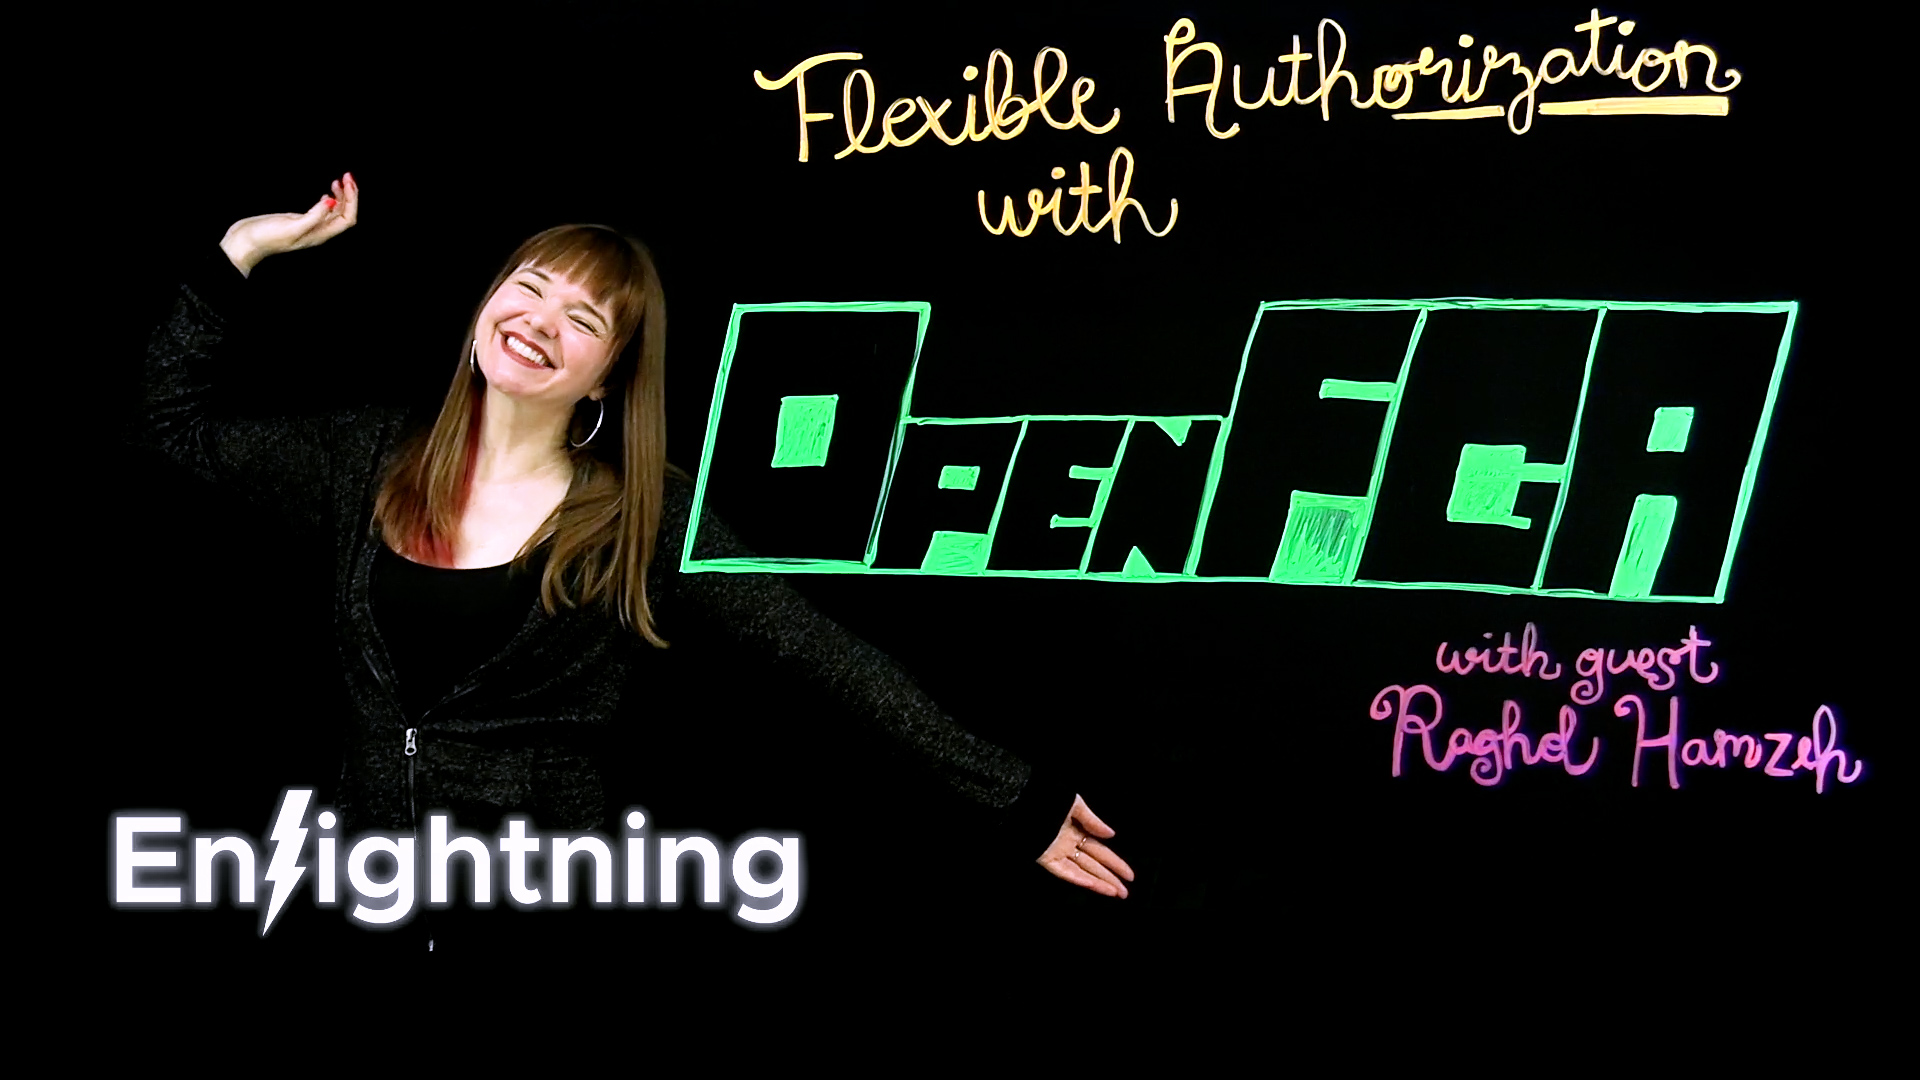 Flexible Authorization
with
OPENFGA
with guest
Raghd Hamzeh
Enlightning